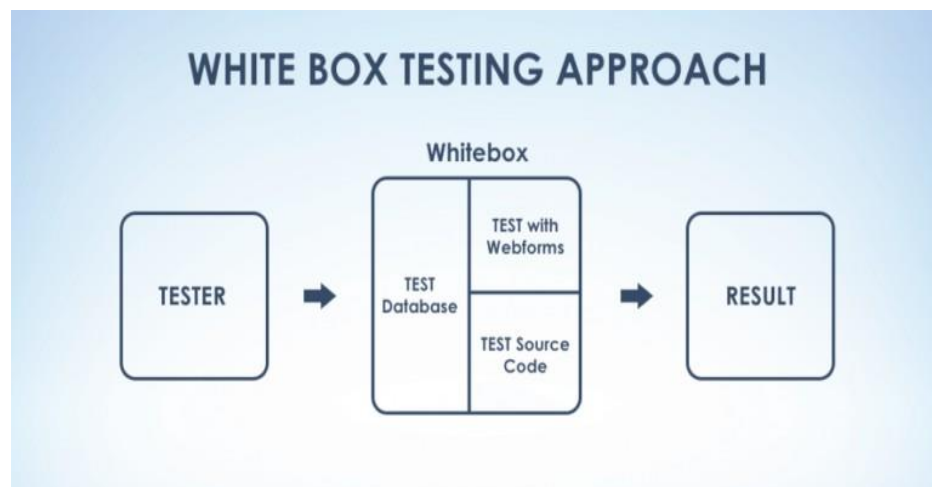 WHITE BOX TESTING APPROACH
Whitebox
TESTER
TEST
Database
TEST with
Webforms
TEST Source
Code
RESULT